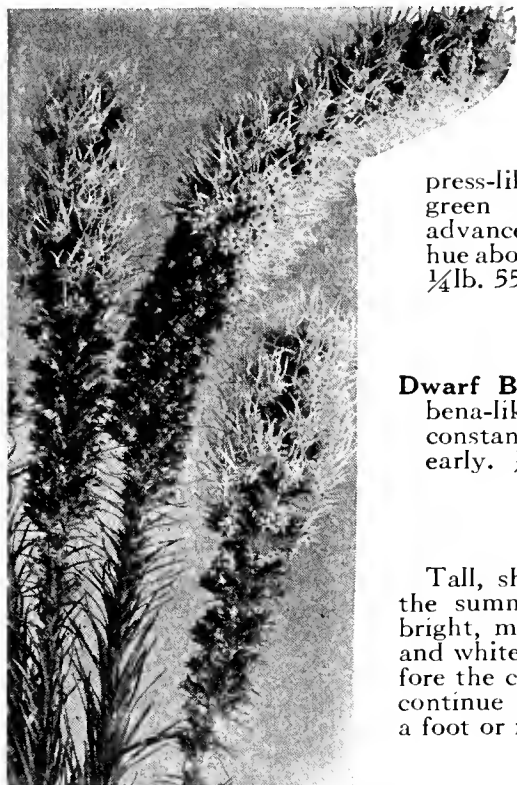 press-lik
green
advance
hue abo
¼lb. 55
Dwarf B
bena-lik
constan
early.
Tall, sh
the summ
bright, m
and white
fore the c
continue
a foot or